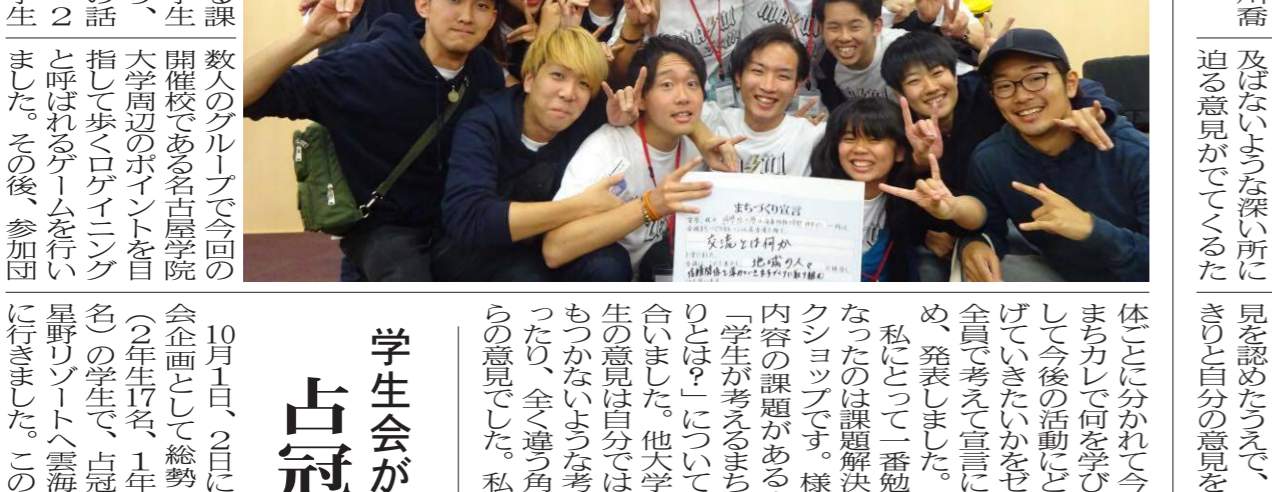 川喬
及ばないような深い所に
迫る意見がでてくるた
る課
学生
り、
の話
2
学生
数人のグループで今回の
開催校である名古屋学院
大学周辺のポイントを目
指して歩くロゲイニング
と呼ばれるゲームを行い
ました。その後、参加団
まちづくり宣言
交流とは何か
地域の人
見を認めたうえで、
きりと自分の意見を
体ごとに分かれて今
まちカレで何を学び
して今後の活動にど
げていきたいかをゼ
全員で考えて宣言に
め、発表しました。
私にとって一番勉
なったのは課題解決
クショップです。様
内容の課題がある
「学生が考えるまち
りとは?」について
合いました。他大学
生の意見は自分では
もつかないような考
ったり、全く違う角
らの意見でした。私
学生会が
占冠
10月1日、2日に
会企画として総勢
(2年生17名、1年
名)の学生で、占冠
星野リゾートへ雲海
に行きました。この